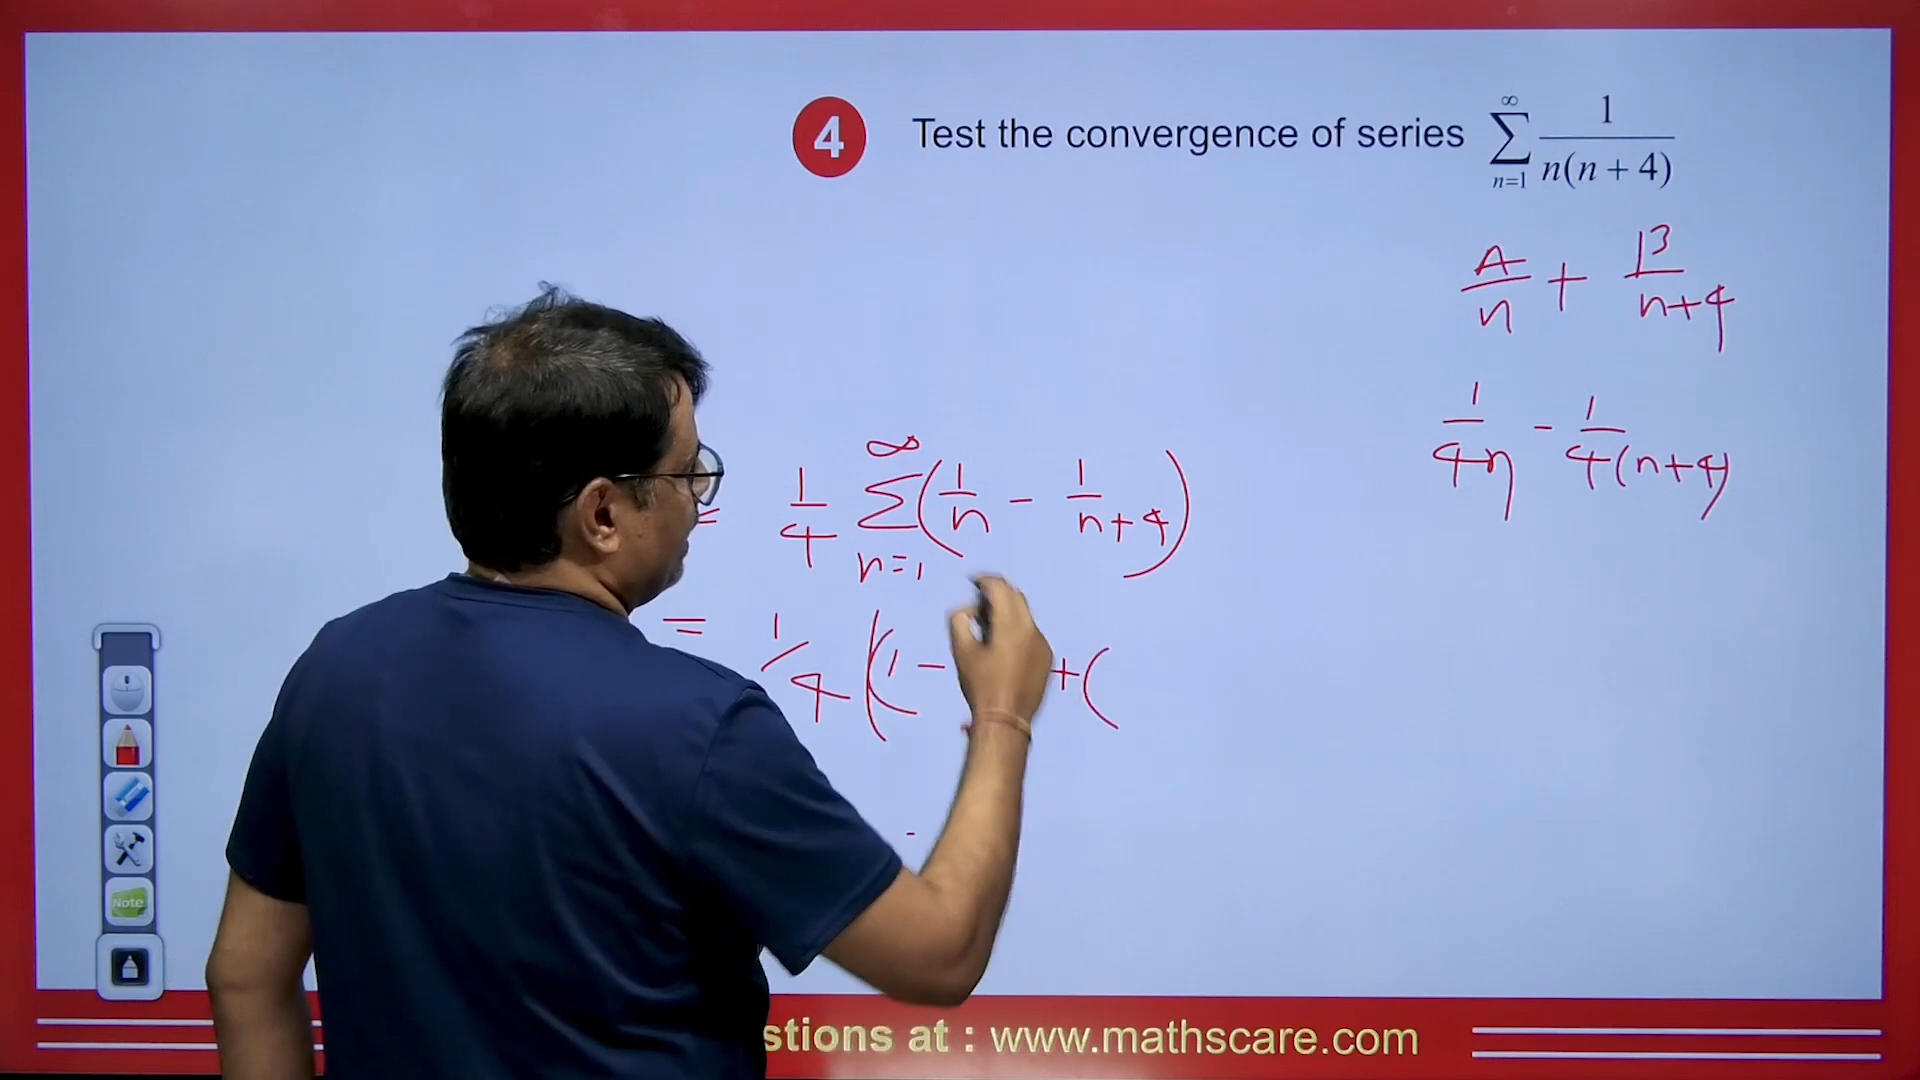 4 Test the convergence of series ∑_{n=1}^{∞} 1/(n(n+4))
A/n + B/(n+4)
1/(4n) - 1/(4(n+4))
= 1/4 ∑_{n=1}^{∞} (1/n - 1/(n+4))
= 1/4 ((1 - + (
Note
stions at : www.mathscare.com